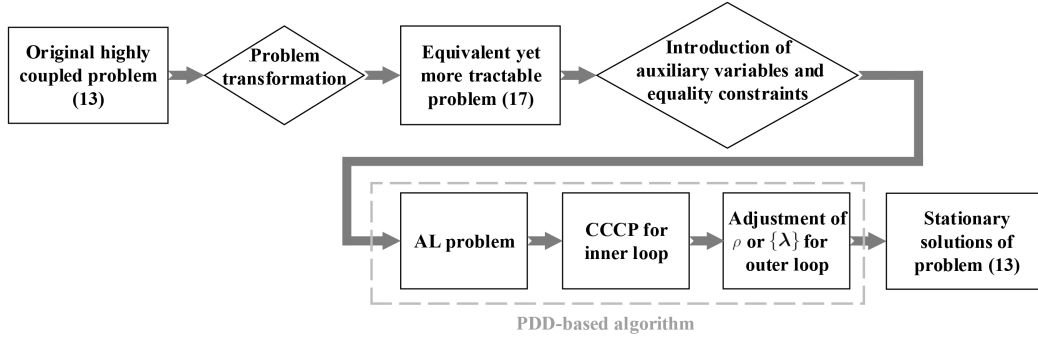 Original highly
coupled problem
(13)
Problem
transformation
Equivalent yet
more tractable
problem (17)
Introduction of
auxiliary variables and
equality constraints
AL problem
CCCP for
inner loop
Adjustment of
ρ or {λ} for
outer loop
Stationary
solutions of
problem (13)
PDD-based algorithm